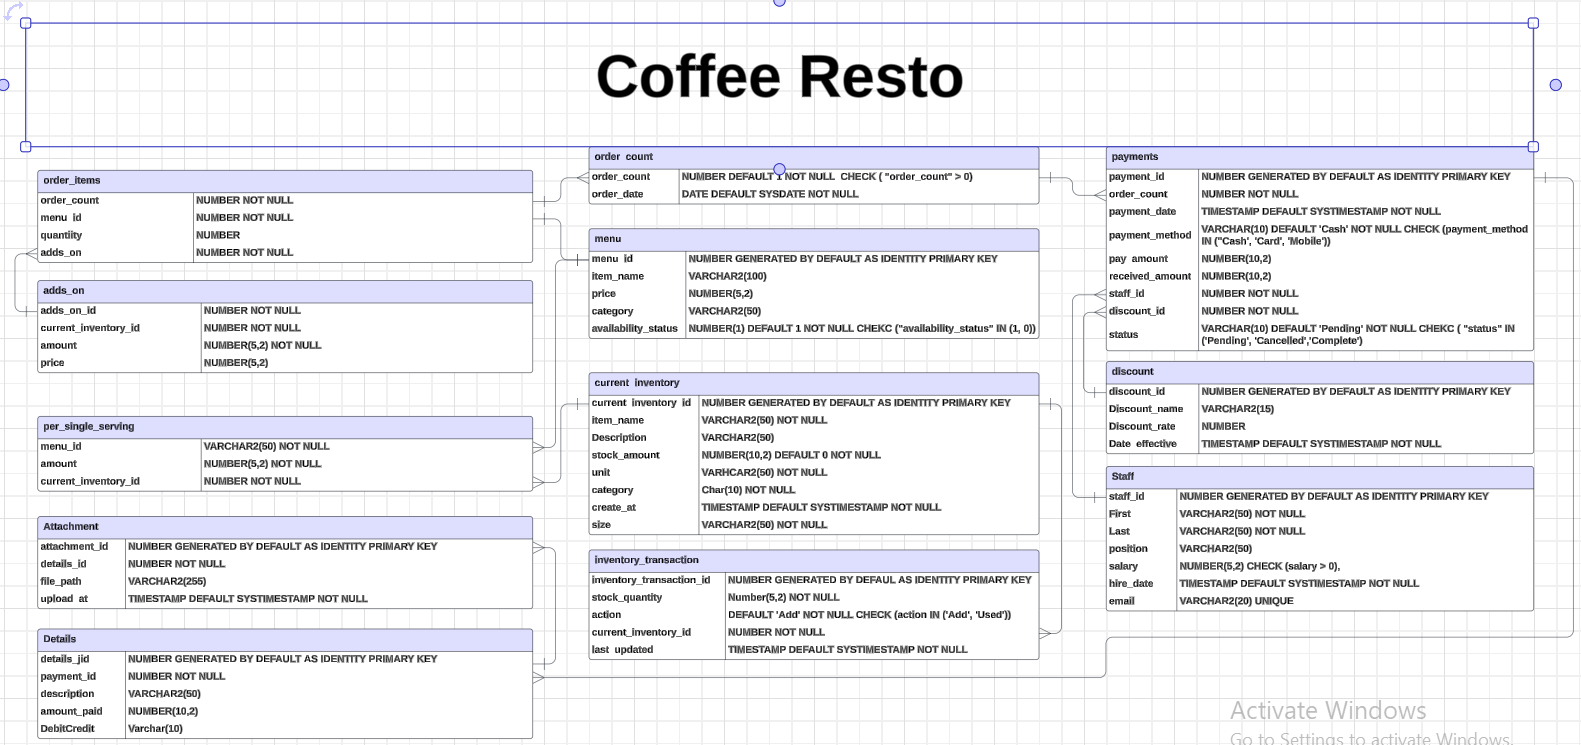 Coffee Resto
order_items
order_count NUMBER NOT NULL
menu_id NUMBER NOT NULL
quantiity NUMBER
adds_on NUMBER NOT NULL
adds_on
adds_on_id NUMBER NOT NULL
current_inventory_id NUMBER NOT NULL
amount NUMBER(5,2) NOT NULL
price NUMBER(5,2)
per_single_serving
menu_id VARCHAR2(50) NOT NULL
amount NUMBER(5,2) NOT NULL
current_inventory_id NUMBER NOT NULL
Attachment
attachment_id NUMBER GENERATED BY DEFAULT AS IDENTITY PRIMARY KEY
details_id NUMBER NOT NULL
file_path VARCHAR2(255)
upload_at TIMESTAMP DEFAULT SYSTIMESTAMP NOT NULL
Details
details_jid NUMBER GENERATED BY DEFAULT AS IDENTITY PRIMARY KEY
payment_id NUMBER NOT NULL
description VARCHAR2(50)
amount_paid NUMBER(10,2)
DebitCredit Varchar(10)
order_count
order_count NUMBER DEFAULT 1 NOT NULL CHECK ( "order_count" > 0)
order_date DATE DEFAULT SYSDATE NOT NULL
menu
menu_id NUMBER GENERATED BY DEFAULT AS IDENTITY PRIMARY KEY
item_name VARCHAR2(100)
price NUMBER(5,2)
category VARCHAR2(50)
availability_status NUMBER(1) DEFAULT 1 NOT NULL CHEKC ("availability_status" IN (1, 0))
current_inventory
current_inventory_id NUMBER GENERATED BY DEFAULT AS IDENTITY PRIMARY KEY
item_name VARCHAR2(50) NOT NULL
Description VARCHAR2(50)
stock_amount NUMBER(10,2) DEFAULT 0 NOT NULL
unit VARHCAR2(50) NOT NULL
category Char(10) NOT NULL
create_at TIMESTAMP DEFAULT SYSTIMESTAMP NOT NULL
size VARCHAR2(50) NOT NULL
inventory_transaction
inventory_transaction_id NUMBER GENERATED BY DEFAUL AS IDENTITY PRIMARY KEY
stock_quantity Number(5,2) NOT NULL
action DEFAULT 'Add' NOT NULL CHECK (action IN ('Add', 'Used'))
current_inventory_id NUMBER NOT NULL
last_updated TIMESTAMP DEFAULT SYSTIMESTAMP NOT NULL
payments
payment_id NUMBER GENERATED BY DEFAULT AS IDENTITY PRIMARY KEY
order_count NUMBER NOT NULL
payment_date TIMESTAMP DEFAULT SYSTIMESTAMP NOT NULL
payment_method VARCHAR(10) DEFAULT 'Cash' NOT NULL CHECK (payment_method
IN ("Cash', 'Card', 'Mobile'))
pay_amount NUMBER(10,2)
received_amount NUMBER(10,2)
staff_id NUMBER NOT NULL
discount_id NUMBER NOT NULL
status VARCHAR(10) DEFAULT 'Pending' NOT NULL CHEKC ( "status" IN
('Pending', 'Cancelled','Complete')
discount
discount_id NUMBER GENERATED BY DEFAULT AS IDENTITY PRIMARY KEY
Discount_name VARCHAR2(15)
Discount_rate NUMBER
Date_effective TIMESTAMP DEFAULT SYSTIMESTAMP NOT NULL
Staff
staff_id NUMBER GENERATED BY DEFAULT AS IDENTITY PRIMARY KEY
First VARCHAR2(50) NOT NULL
Last VARCHAR2(50) NOT NULL
position VARCHAR2(50)
salary NUMBER(5,2) CHECK (salary > 0),
hire_date TIMESTAMP DEFAULT SYSTIMESTAMP NOT NULL
email VARCHAR2(20) UNIQUE
Activate Windows
Go to Settings to activate Windows.